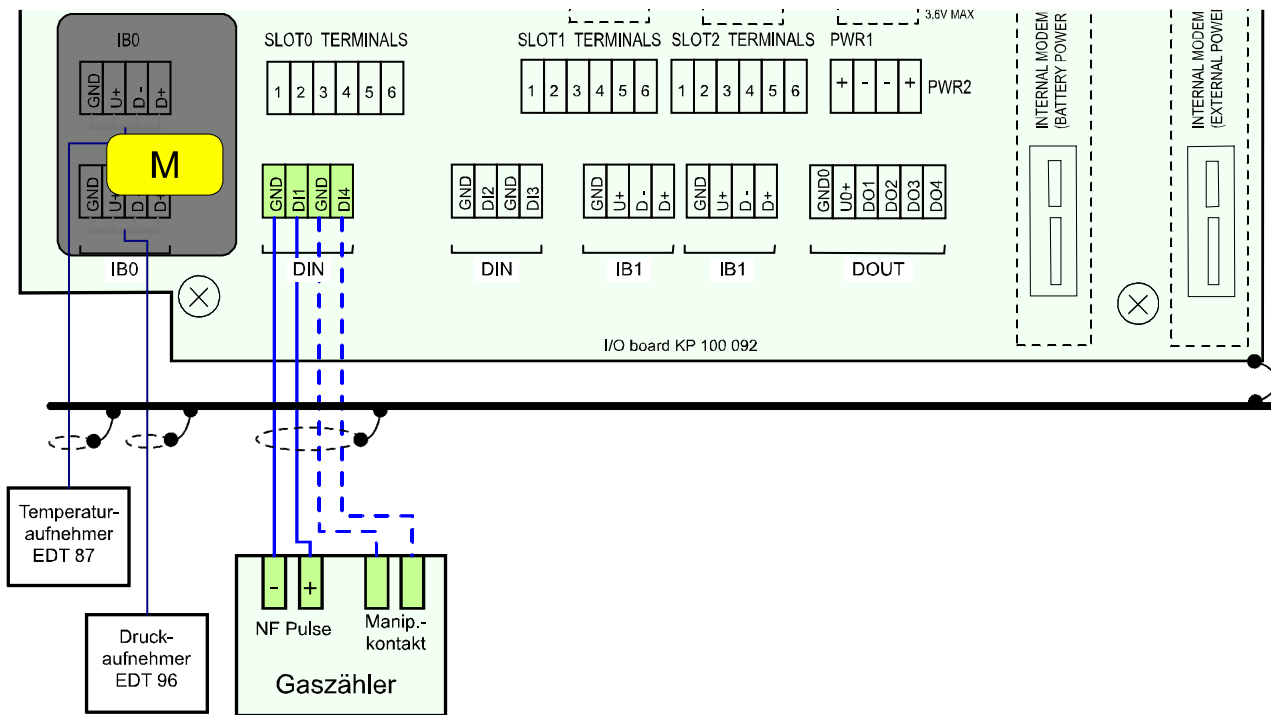 3,6V MAX
IB0
SLOT0 TERMINALS
SLOT1 TERMINALS
SLOT2 TERMINALS
PWR1
GND U+ D - D+
1 2 3 4 5 6
1 2 3 4 5 6
1 2 3 4 5 6
+ - - +
PWR2
INTERNAL MODEM
(BATTERY POWER
INTERNAL MODEM
(EXTERNAL POWER
M
GND U+ D D+
GND DI1 GND DI4
GND DI2 GND DI3
GND U+ D - D+
GND U+ D- D+
GND0 U0+ DO1 DO2 DO3 DO4
IB0
DIN
DIN
IB1
IB1
DOUT
I/O board KP 100 092
Temperatur-
aufnehmer
EDT 87
Druck-
aufnehmer
EDT 96
- +
NF Pulse
Manip.-
kontakt
Gaszähler